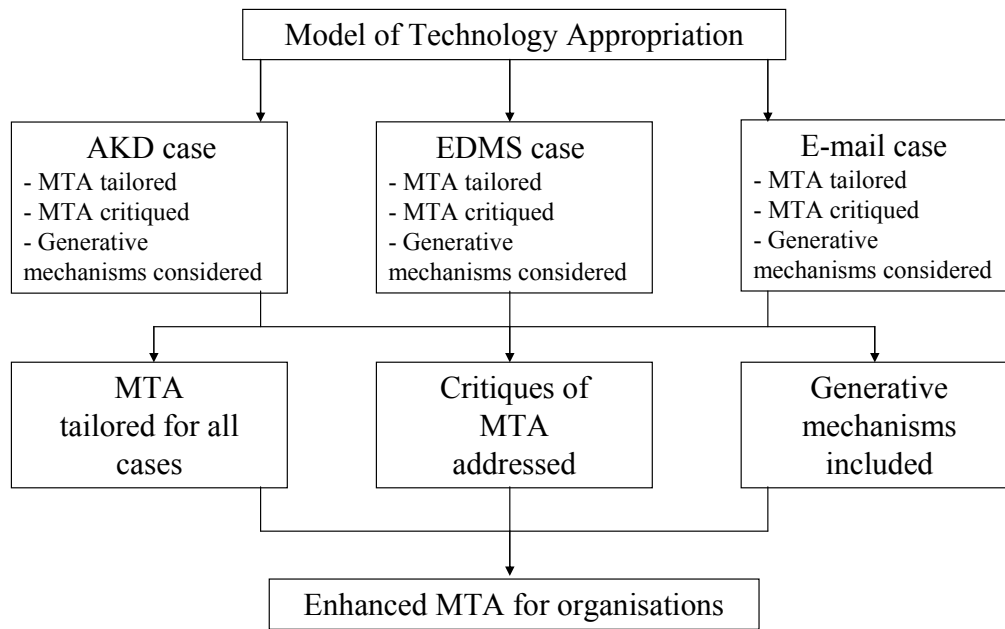 Model of Technology Appropriation
AKD case
- MTA tailored
- MTA critiqued
- Generative
mechanisms considered
EDMS case
- MTA tailored
- MTA critiqued
- Generative
mechanisms considered
E-mail case
- MTA tailored
- MTA critiqued
- Generative
mechanisms considered
MTA
tailored for all
cases
Critiques of
MTA
addressed
Generative
mechanisms
included
Enhanced MTA for organisations